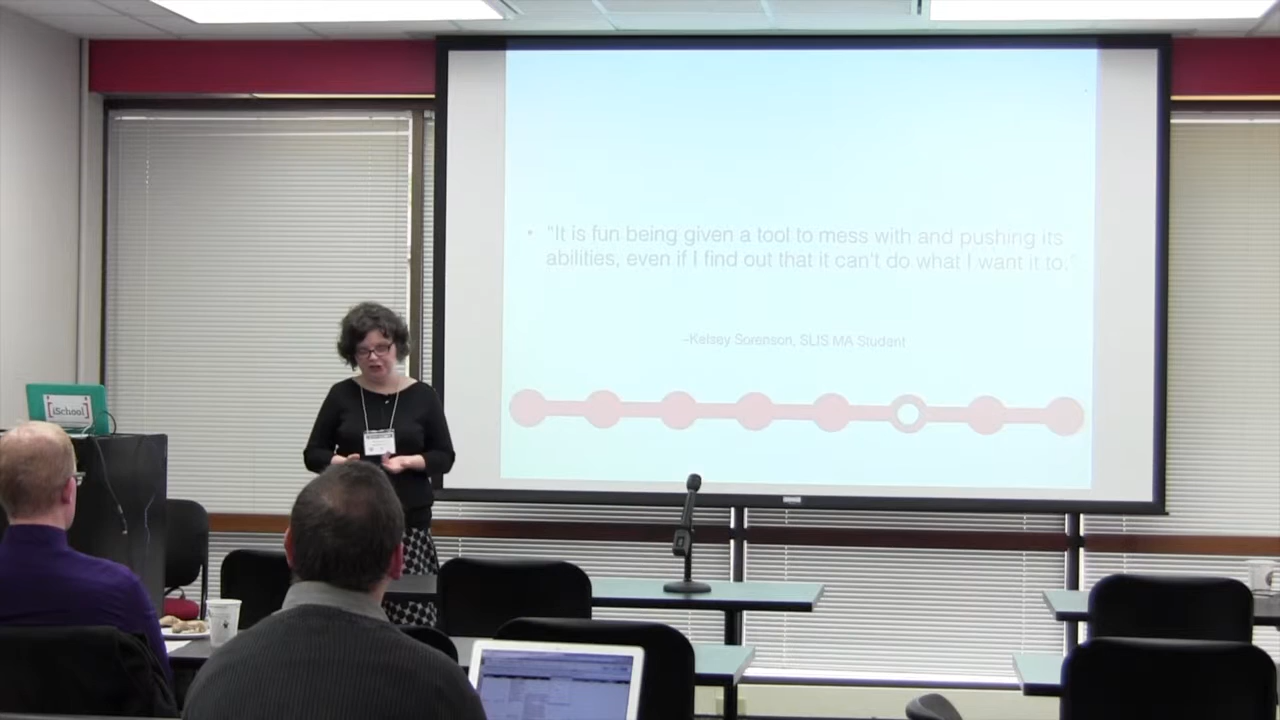 • "It is fun being given a tool to mess with and pushing its
abilities, even if I find out that it can't do what I want it to."
–Kelsey Sorenson, SLIS MA Student
[iSchool]